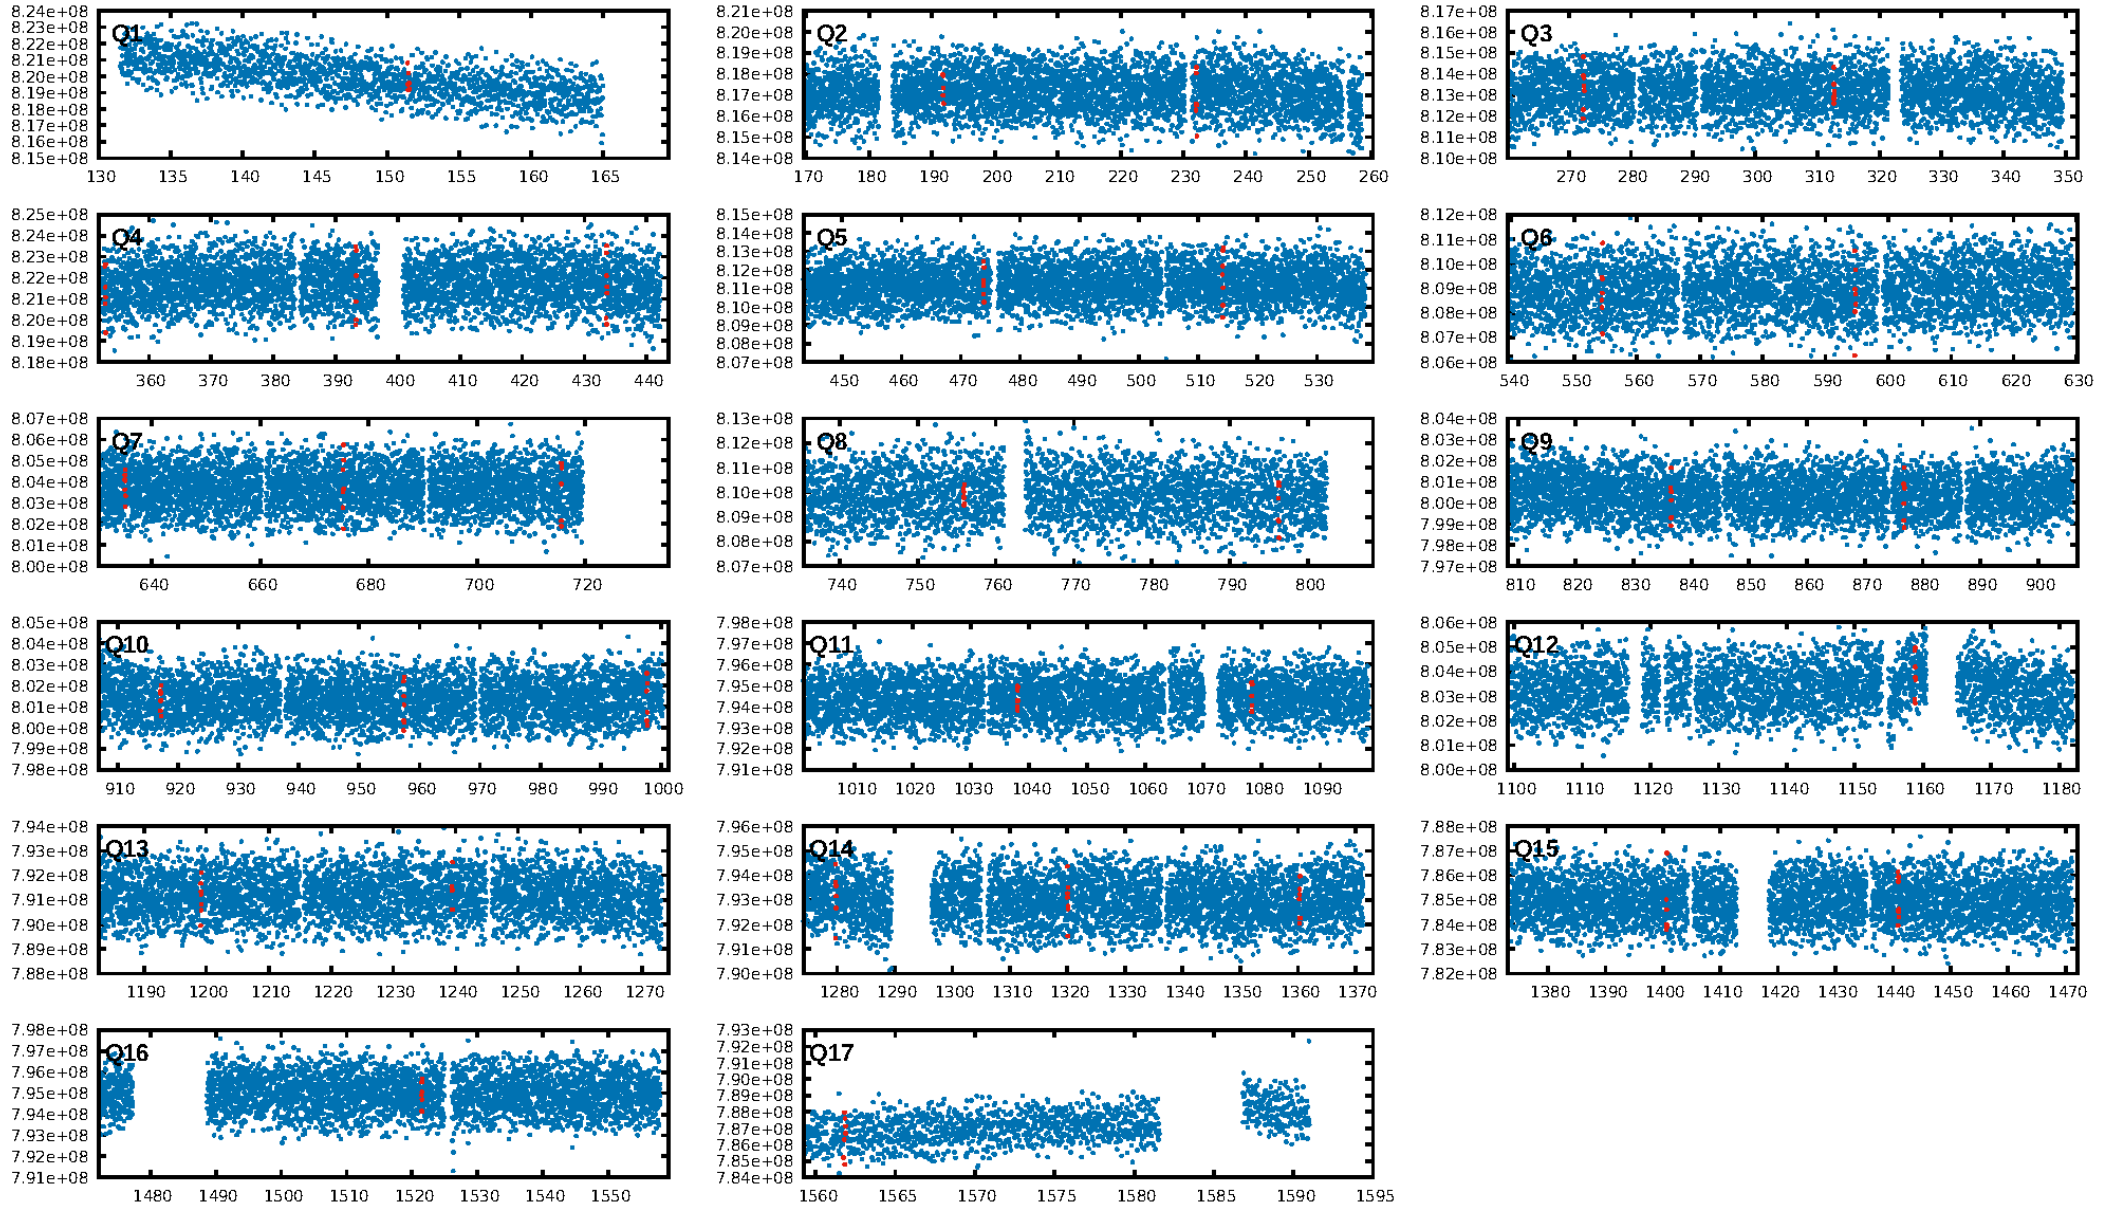 Q1
8.24e+08
8.23e+08
8.22e+08
8.21e+08
8.20e+08
8.19e+08
8.18e+08
8.17e+08
8.16e+08
8.15e+08
130 135 140 145 150 155 160 165
Q2
8.21e+08
8.20e+08
8.19e+08
8.18e+08
8.17e+08
8.16e+08
8.15e+08
8.14e+08
170 180 190 200 210 220 230 240 250 260
Q3
8.17e+08
8.16e+08
8.15e+08
8.14e+08
8.13e+08
8.12e+08
8.11e+08
8.10e+08
270 280 290 300 310 320 330 340 350
Q4
8.25e+08
8.24e+08
8.23e+08
8.22e+08
8.21e+08
8.20e+08
8.19e+08
8.18e+08
360 370 380 390 400 410 420 430 440
Q5
8.15e+08
8.14e+08
8.13e+08
8.12e+08
8.11e+08
8.10e+08
8.09e+08
8.08e+08
8.07e+08
450 460 470 480 490 500 510 520 530
Q6
8.12e+08
8.11e+08
8.10e+08
8.09e+08
8.08e+08
8.07e+08
8.06e+08
540 550 560 570 580 590 600 610 620 630
Q7
8.07e+08
8.06e+08
8.05e+08
8.04e+08
8.03e+08
8.02e+08
8.01e+08
8.00e+08
640 660 680 700 720
Q8
8.13e+08
8.12e+08
8.11e+08
8.10e+08
8.09e+08
8.08e+08
8.07e+08
740 750 760 770 780 790 800
Q9
8.04e+08
8.03e+08
8.02e+08
8.01e+08
8.00e+08
7.99e+08
7.98e+08
7.97e+08
810 820 830 840 850 860 870 880 890 900
Q10
8.05e+08
8.04e+08
8.03e+08
8.02e+08
8.01e+08
8.00e+08
7.99e+08
7.98e+08
910 920 930 940 950 960 970 980 990 1000
Q11
7.98e+08
7.97e+08
7.96e+08
7.95e+08
7.94e+08
7.93e+08
7.92e+08
7.91e+08
1010 1020 1030 1040 1050 1060 1070 1080 1090
Q12
8.06e+08
8.05e+08
8.04e+08
8.03e+08
8.02e+08
8.01e+08
8.00e+08
1100 1110 1120 1130 1140 1150 1160 1170 1180
Q13
7.94e+08
7.93e+08
7.92e+08
7.91e+08
7.90e+08
7.89e+08
7.88e+08
1190 1200 1210 1220 1230 1240 1250 1260 1270
Q14
7.96e+08
7.95e+08
7.94e+08
7.93e+08
7.92e+08
7.91e+08
7.90e+08
1280 1290 1300 1310 1320 1330 1340 1350 1360 1370
Q15
7.88e+08
7.87e+08
7.86e+08
7.85e+08
7.84e+08
7.83e+08
7.82e+08
1380 1390 1400 1410 1420 1430 1440 1450 1460 1470
Q16
7.98e+08
7.97e+08
7.96e+08
7.95e+08
7.94e+08
7.93e+08
7.92e+08
7.91e+08
1480 1490 1500 1510 1520 1530 1540 1550
Q17
7.93e+08
7.92e+08
7.91e+08
7.90e+08
7.89e+08
7.88e+08
7.87e+08
7.86e+08
7.85e+08
7.84e+08
1560 1565 1570 1575 1580 1585 1590 1595